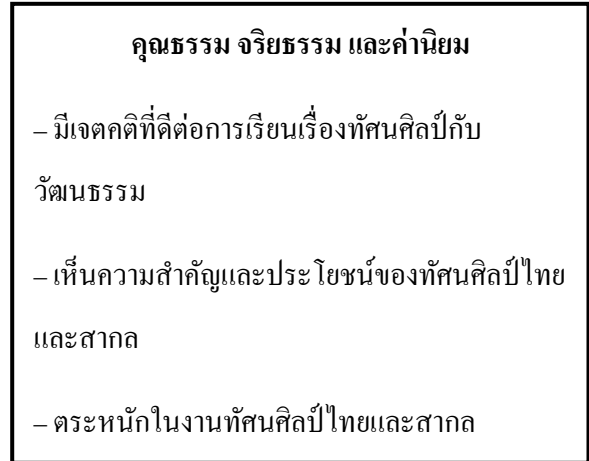 คุณธรรม จริยธรรม และค่านิยม
– มีเจตคติที่ดีต่อการเรียนเรื่องทัศนศิลป์กับ
วัฒนธรรม
– เห็นความสำคัญและประโยชน์ของทัศนศิลป์ไทย
และสากล
– ตระหนักในงานทัศนศิลป์ไทยและสากล